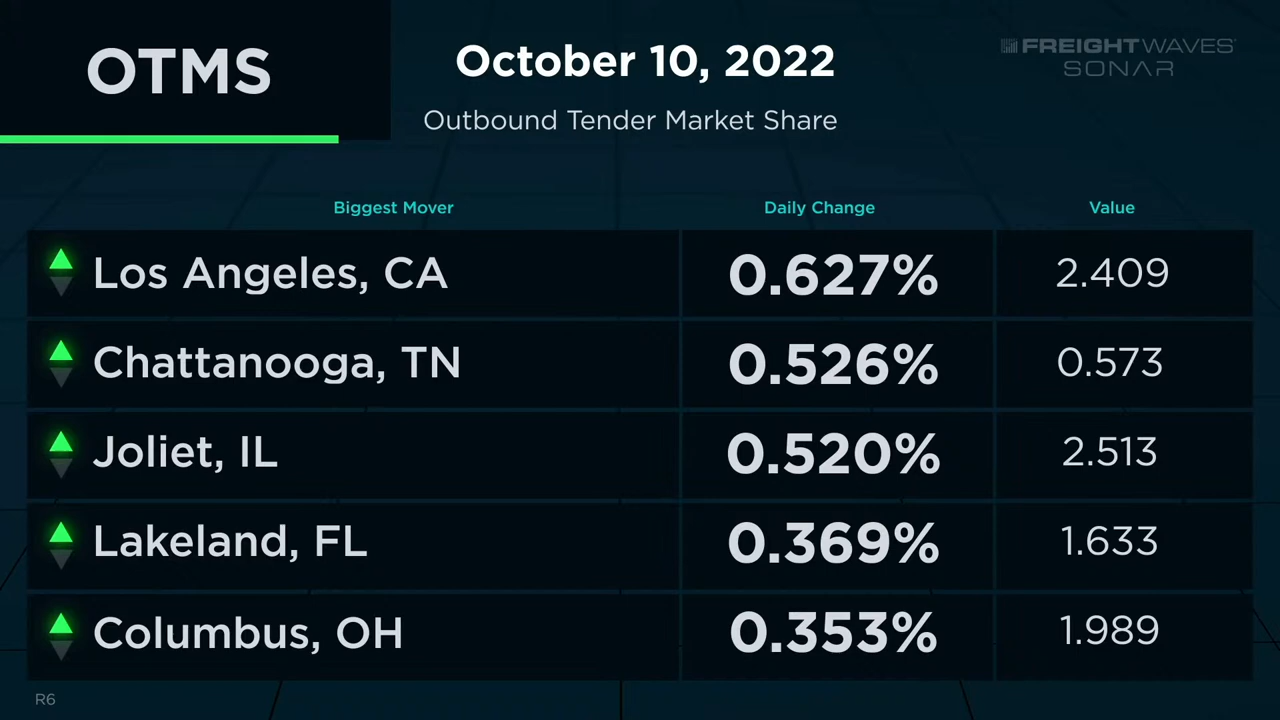 OTMS
October 10, 2022
Outbound Tender Market Share
FREIGHTWAVES
SONAR
Biggest Mover Daily Change Value
Los Angeles, CA 0.627% 2.409
Chattanooga, TN 0.526% 0.573
Joliet, IL 0.520% 2.513
Lakeland, FL 0.369% 1.633
Columbus, OH 0.353% 1.989
R6